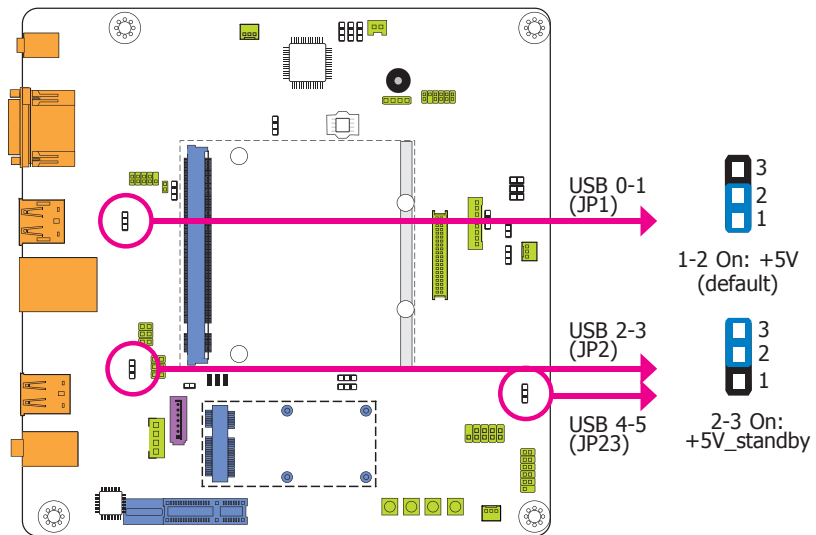 USB 0-1
(JP1)
3
2
1
1-2 On: +5V
(default)
USB 2-3
(JP2)
3
2
1
USB 4-5
(JP23)
2-3 On:
+5V_standby